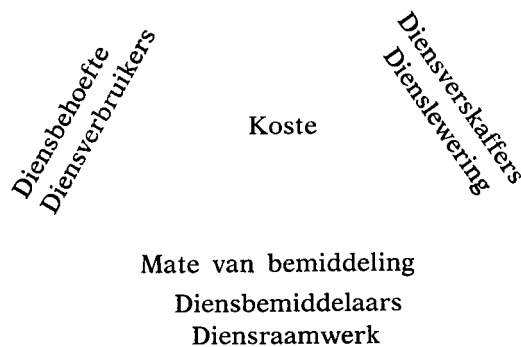 Diensbehoefte
Diensverbruikers
Diensverskaffers
Dienslewering
Koste
Mate van bemiddeling
Diensbemiddelaars
Diensraamwerk